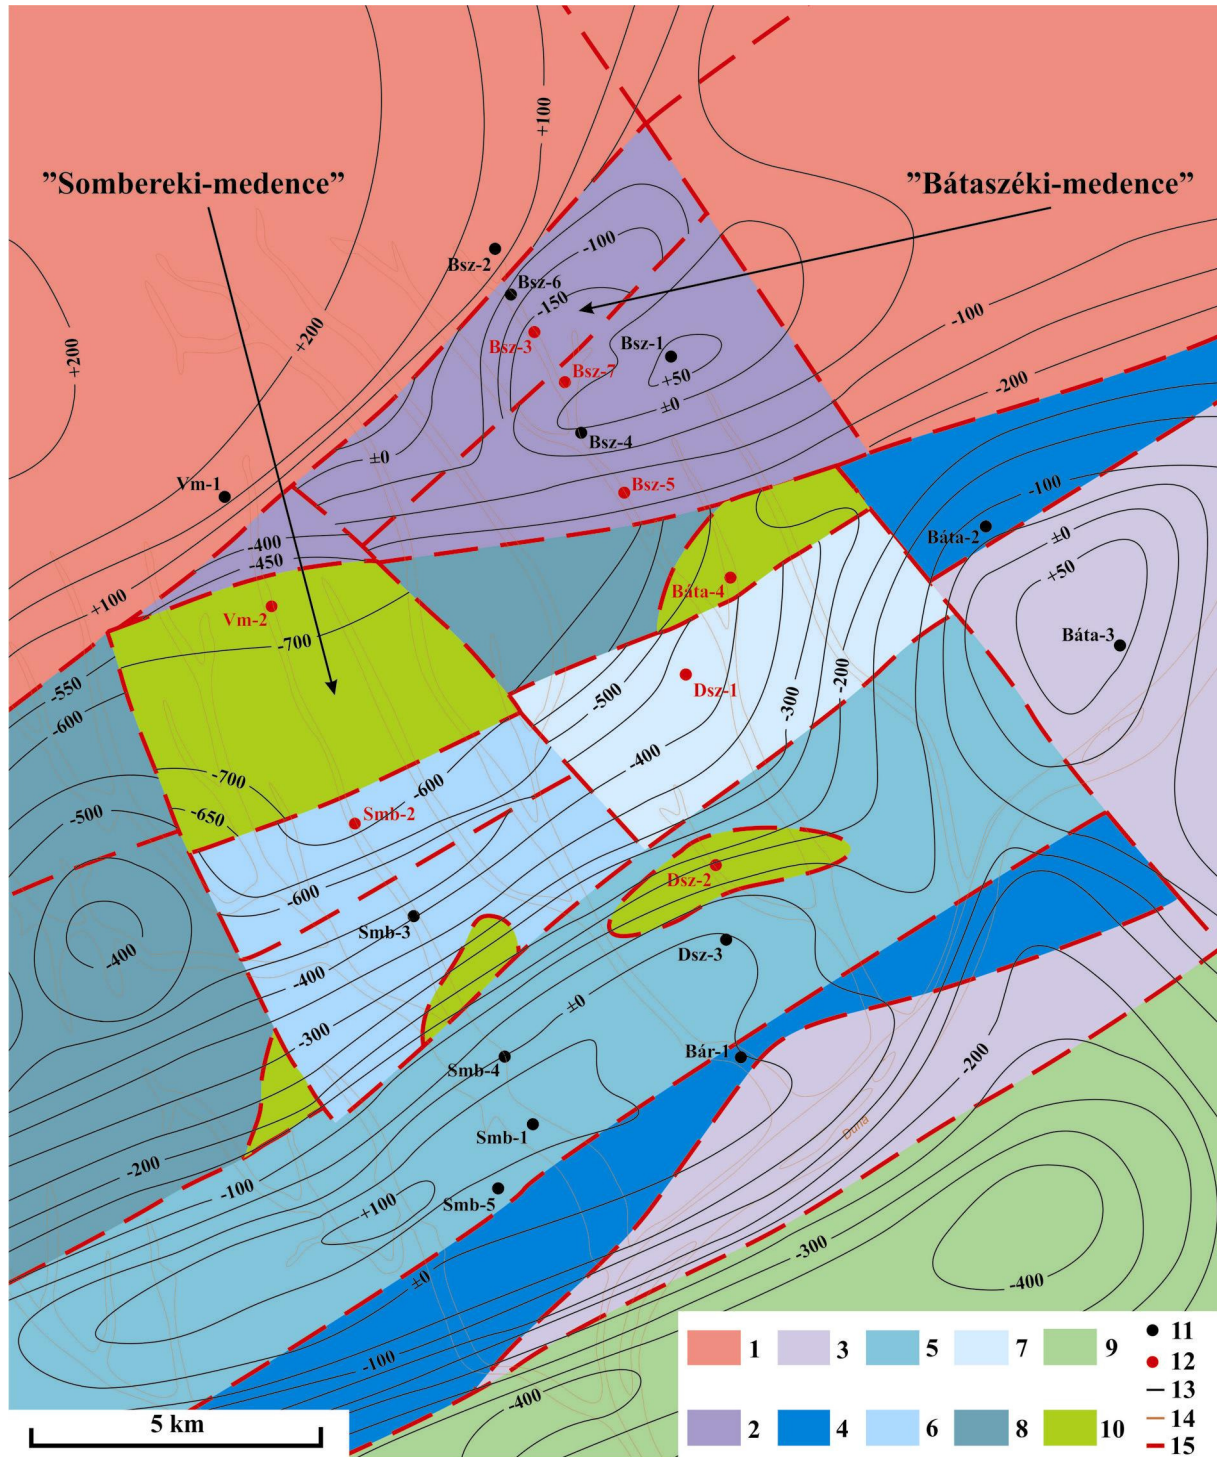 +100
+200
+200
"Sombereki-medence"
"Bátaszéki-medence"
Bsz-2
-100
Bsz-6
-150
Bsz-3
Bsz-1
-100
Bsz-7
+50
±0
-200
Bsz-4
±0
Vm-1
Bsz-5
-100
-400
Báta-2
±0
-450
+50
+100
Vm-2
Báta-4
-700
Báta-3
-550
-200
-600
-500
Dsz-1
-300
-400
-700
-600
-500
-650
Smb-2
Dsz-2
-600
Smb-3
-400
Dsz-3
-400
±0
-300
Smb-4
Bár-1
-200
Smb-1
Duna
-200
-100
Smb-5
+100
-300
±0
-400
-100
-400
1
3
5
7
9
2
4
6
8
10
11
12
13
14
15
5 km